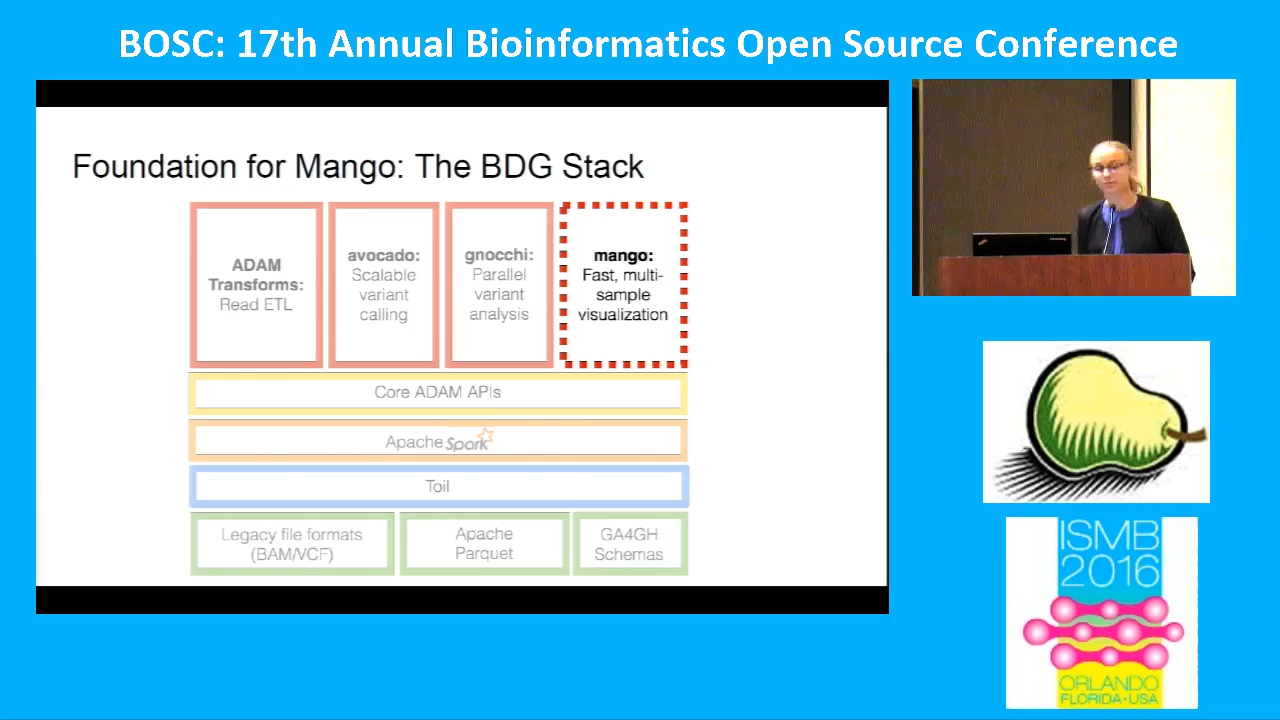 BOSC: 17th Annual Bioinformatics Open Source Conference
Foundation for Mango: The BDG Stack
ADAM
Transforms:
Read ETL
avocado:
Scalable
variant
calling
gnocchi:
Parallel
variant
analysis
mango:
Fast, multi-
sample
visualization
Core ADAM APIs
Apache Spark
Toil
Legacy file formats
(BAM/VCF)
Apache
Parquet
GA4GH
Schemas
ISMB
2016
ORLANDO
FLORIDA•USA